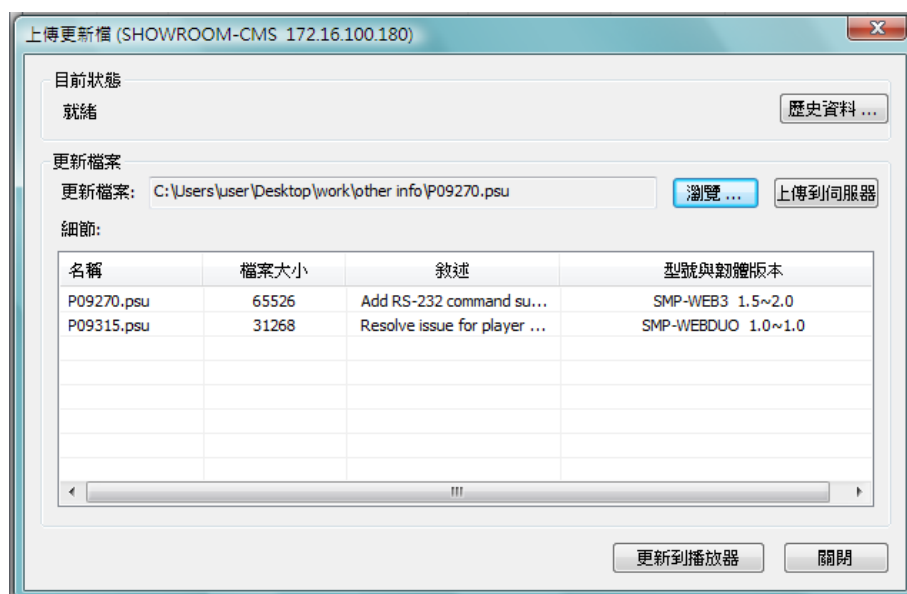 上傳更新檔 (SHOWROOM-CMS 172.16.100.180)
目前狀態
就緒
歷史資料 ...
更新檔案
更新檔案: C:\Users\user\Desktop\work\other info\P09270.psu
瀏覽 ...
上傳到伺服器
細節:
名稱 檔案大小 敘述 型號與韌體版本
P09270.psu 65526 Add RS-232 command su... SMP-WEB3 1.5~2.0
P09315.psu 31268 Resolve issue for player ... SMP-WEBDUO 1.0~1.0
更新到播放器
關閉